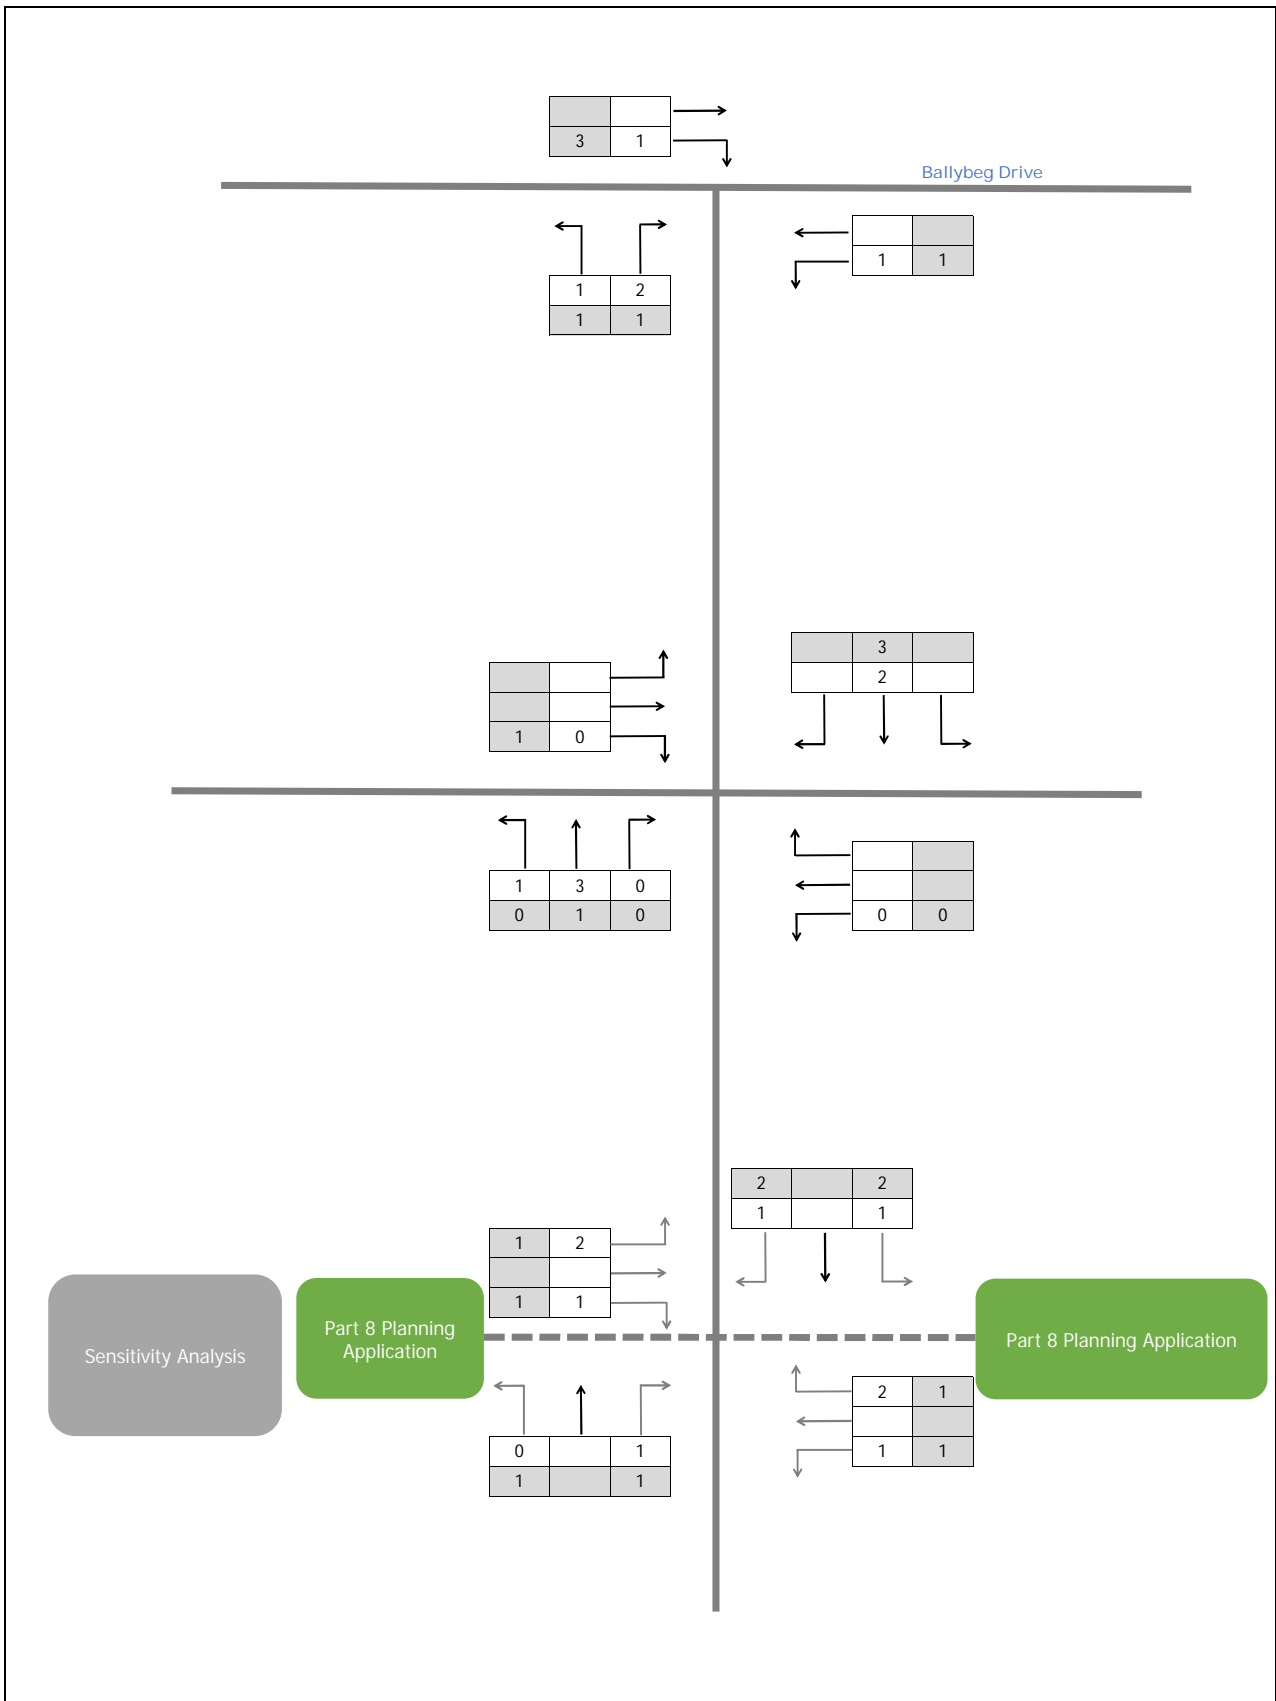 3 1
Ballybeg Drive
1 1
1 2
1 1
3
2
1 0
1 3 0
0 1 0
0 0
2 2
1 1
1 2
1 1
Sensitivity Analysis
Part 8 Planning
Application
Part 8 Planning Application
2 1
1 1
0 1
1 1